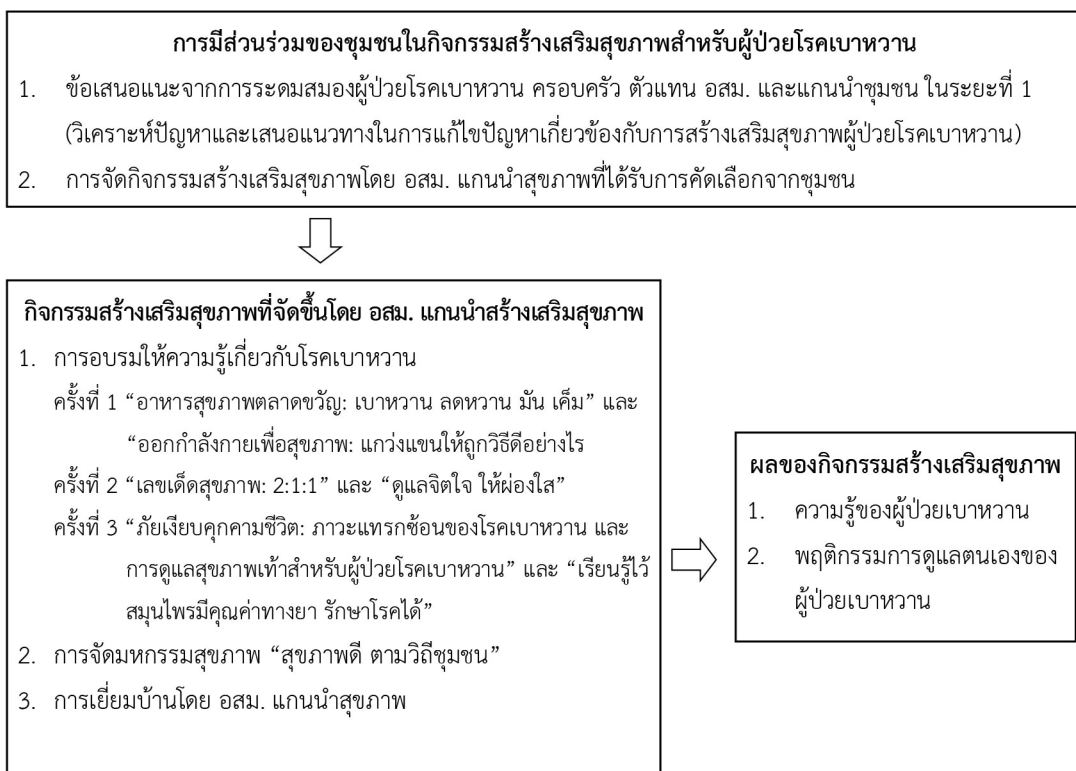 การมีส่วนร่วมของชุมชนในกิจกรรมสร้างเสริมสุขภาพสำหรับผู้ป่วยโรคเบาหวาน
1. ข้อเสนอแนะจากการระดมสมองผู้ป่วยโรคเบาหวาน ครอบครัว ตัวแทน อสม. และแกนนำชุมชน ในระยะที่ 1
(วิเคราะห์ปัญหาและเสนอแนวทางในการแก้ไขปัญหาเกี่ยวข้องกับการสร้างเสริมสุขภาพผู้ป่วยโรคเบาหวาน)
2. การจัดกิจกรรมสร้างเสริมสุขภาพโดย อสม. แกนนำสุขภาพที่ได้รับการคัดเลือกจากชุมชน
กิจกรรมสร้างเสริมสุขภาพที่จัดขึ้นโดย อสม. แกนนำสร้างเสริมสุขภาพ
1. การอบรมให้ความรู้เกี่ยวกับโรคเบาหวาน
ครั้งที่ 1 “อาหารสุขภาพตลาดขวัญ: เบาหวาน ลดหวาน มัน เค็ม” และ
“ออกกำลังกายเพื่อสุขภาพ: แกว่งแขนให้ถูกวิธีดีอย่างไร
ครั้งที่ 2 “เลขเด็ดสุขภาพ: 2:1:1” และ “ดูแลจิตใจ ให้ผ่องใส”
ครั้งที่ 3 “ภัยเงียบคุกคามชีวิต: ภาวะแทรกซ้อนของโรคเบาหวาน และ
การดูแลสุขภาพเท้าสำหรับผู้ป่วยโรคเบาหวาน” และ “เรียนรู้ไว้
สมุนไพรมีคุณค่าทางยา รักษาโรคได้”
2. การจัดมหกรรมสุขภาพ “สุขภาพดี ตามวิถีชุมชน”
3. การเยี่ยมบ้านโดย อสม. แกนนำสุขภาพ
ผลของกิจกรรมสร้างเสริมสุขภาพ
1. ความรู้ของผู้ป่วยเบาหวาน
2. พฤติกรรมการดูแลตนเองของ
ผู้ป่วยเบาหวาน